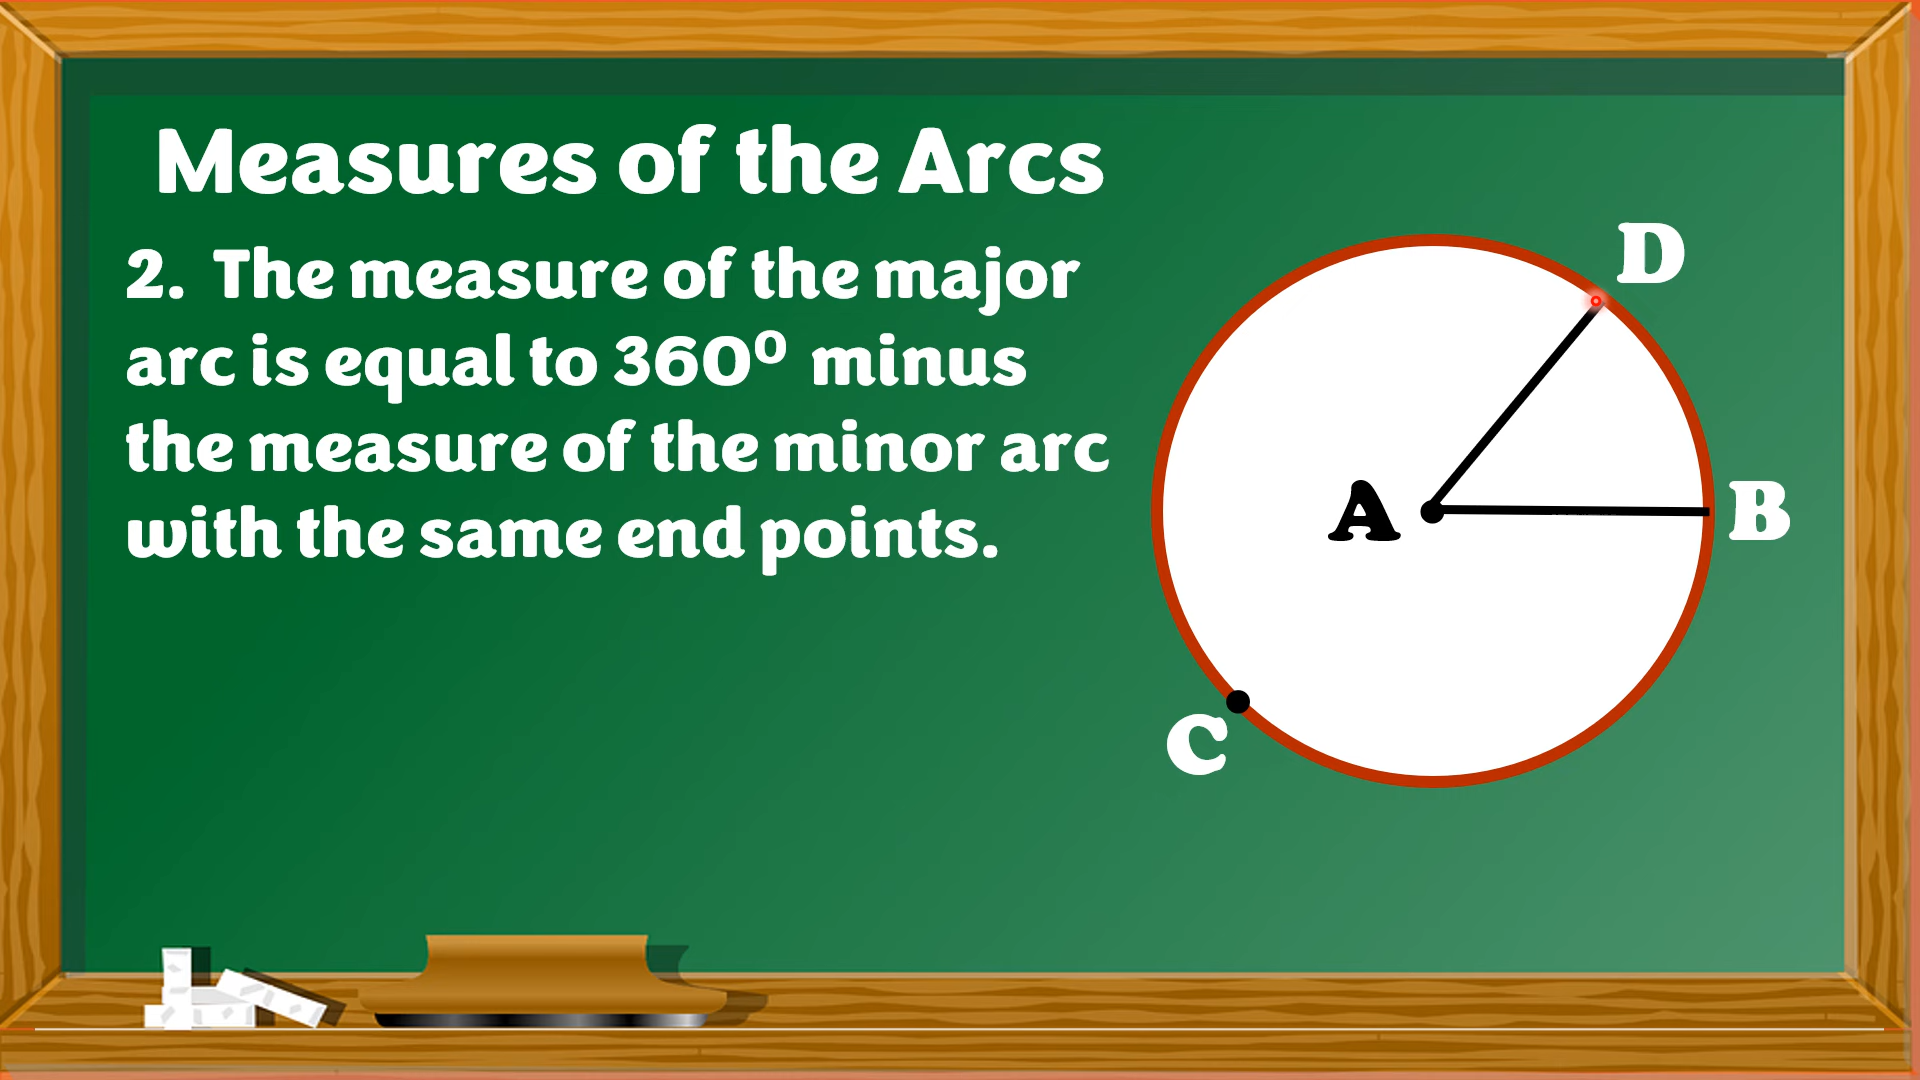 Measures of the Arcs
2. The measure of the major
arc is equal to 360⁰ minus
the measure of the minor arc
with the same end points.
D
A
B
C